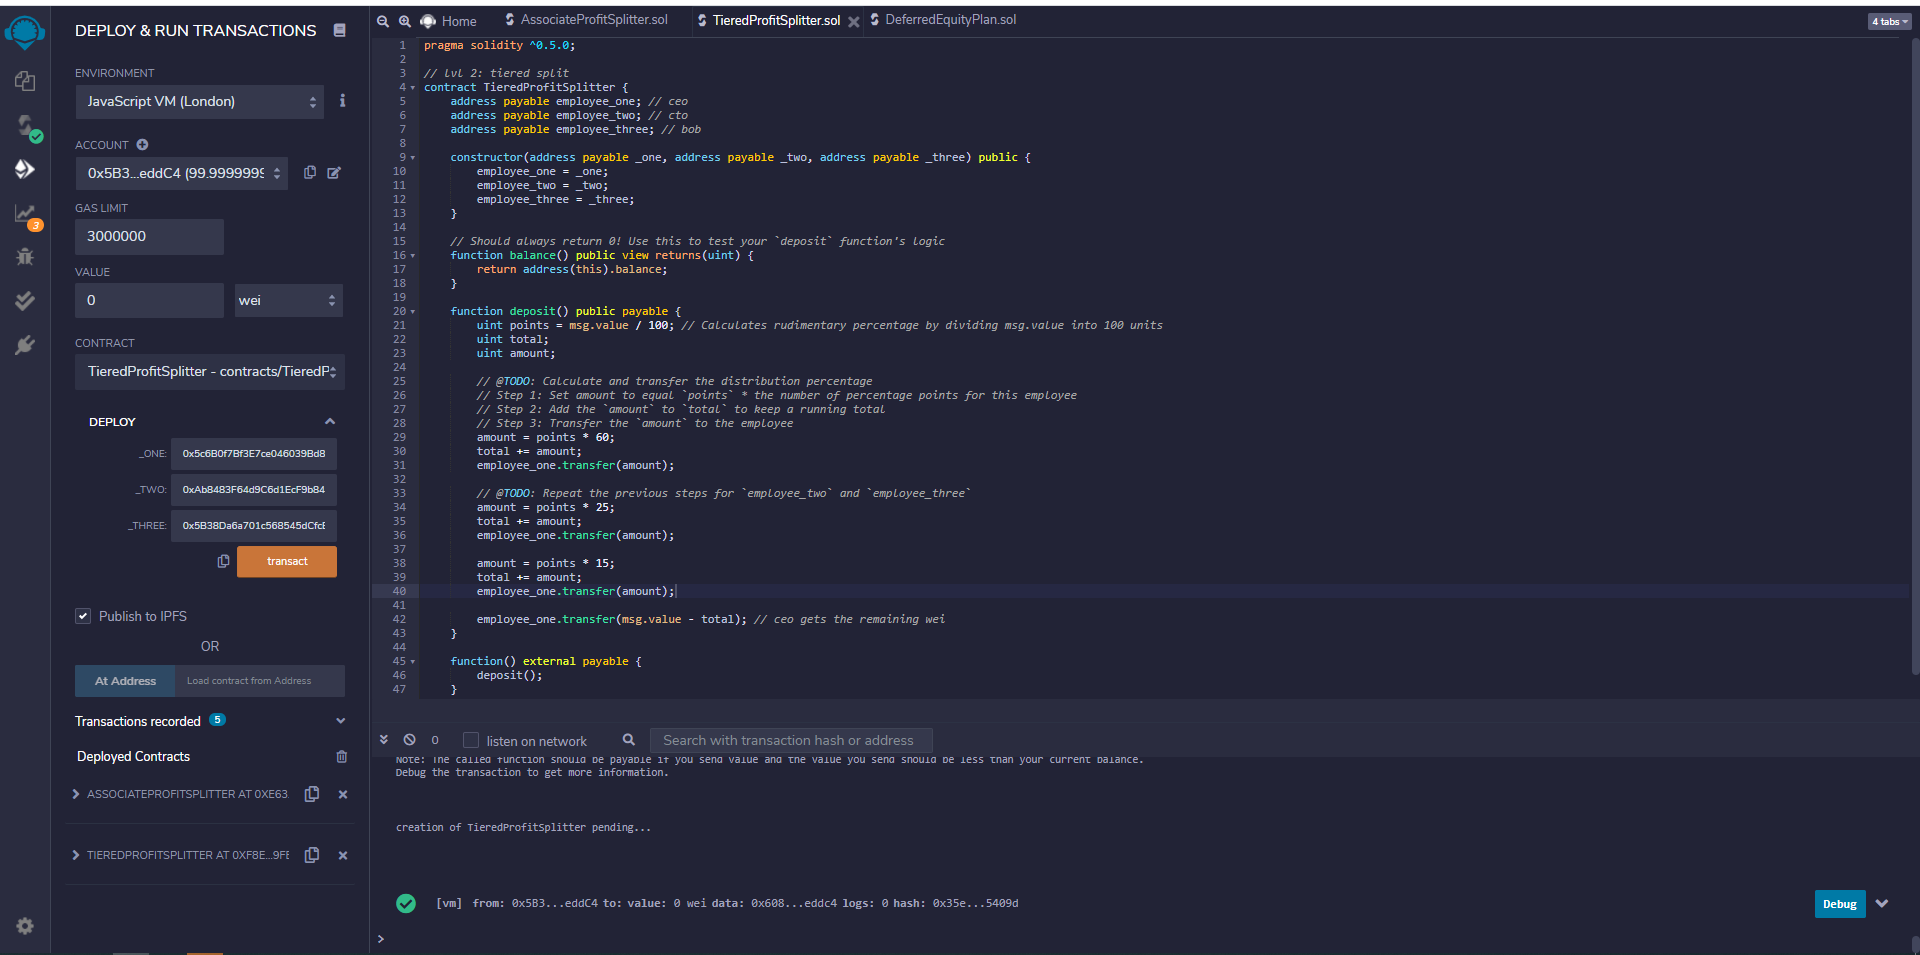 DEPLOY & RUN TRANSACTIONS
ENVIRONMENT
JavaScript VM (London)
ACCOUNT
0x5B3...eddC4 (99.9999999
GAS LIMIT
3000000
VALUE
0
wei
CONTRACT
TieredProfitSplitter - contracts/TieredP
DEPLOY
_ONE:
0x5c6B0f7Bf3E7ce046039Bd8
_TWO:
0xAb8483F64d9C6d1EcF9b84
_THREE:
0x5B38Da6a701c568545dCfcB
transact
Publish to IPFS
OR
At Address
Load contract from Address
Transactions recorded 5
Deployed Contracts
ASSOCIATEPROFITSPLITTER AT 0XE63.
TIEREDPROFITSPLITTER AT 0XF8E...9FE
3
Home
AssociateProfitSplitter.sol
TieredProfitSplitter.sol
DeferredEquityPlan.sol
4 tabs
1 pragma solidity ^0.5.0;
2
3 // lvl 2: tiered split
4 contract TieredProfitSplitter {
5 address payable employee_one; // ceo
6 address payable employee_two; // cto
7 address payable employee_three; // bob
8
9 constructor(address payable _one, address payable _two, address payable _three) public {
10 employee_one = _one;
11 employee_two = _two;
12 employee_three = _three;
13 }
14
15 // Should always return 0! Use this to test your `deposit` function's logic
16 function balance() public view returns(uint) {
17 return address(this).balance;
18 }
19
20 function deposit() public payable {
21 uint points = msg.value / 100; // Calculates rudimentary percentage by dividing msg.value into 100 units
22 uint total;
23 uint amount;
24
25 // @TODO: Calculate and transfer the distribution percentage
26 // Step 1: Set amount to equal `points` * the number of percentage points for this employee
27 // Step 2: Add the `amount` to `total` to keep a running total
28 // Step 3: Transfer the `amount` to the employee
29 amount = points * 60;
30 total += amount;
31 employee_one.transfer(amount);
32
33 // @TODO: Repeat the previous steps for `employee_two` and `employee_three`
34 amount = points * 25;
35 total += amount;
36 employee_one.transfer(amount);
37
38 amount = points * 15;
39 total += amount;
40 employee_one.transfer(amount);
41
42 employee_one.transfer(msg.value - total); // ceo gets the remaining wei
43 }
44
45 function() external payable {
46 deposit();
47 }
0
listen on network
Search with transaction hash or address
Note: The called function should be payable if you send value and the value you send should be less than your current balance.
Debug the transaction to get more information.
creation of TieredProfitSplitter pending...
[vm] from: 0x5B3...eddC4 to: value: 0 wei data: 0x608...eddc4 logs: 0 hash: 0x35e...5409d
Debug
>